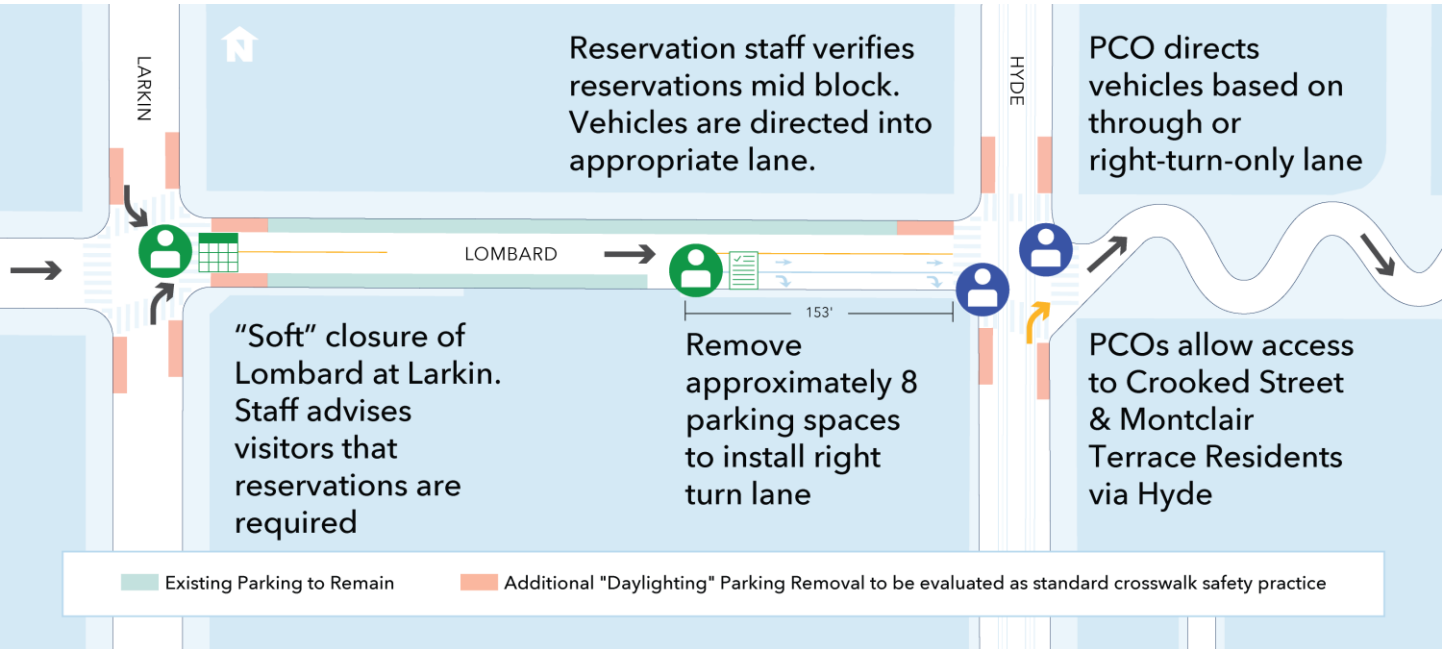 N
LARKIN
Reservation staff verifies
reservations mid block.
Vehicles are directed into
appropriate lane.
HYDE
PCO directs
vehicles based on
through or
right-turn-only lane
LOMBARD
153'
“Soft” closure of
Lombard at Larkin.
Staff advises
visitors that
reservations are
required
Remove
approximately 8
parking spaces
to install right
turn lane
PCOs allow access
to Crooked Street
& Montclair
Terrace Residents
via Hyde
Existing Parking to Remain
Additional "Daylighting" Parking Removal to be evaluated as standard crosswalk safety practice